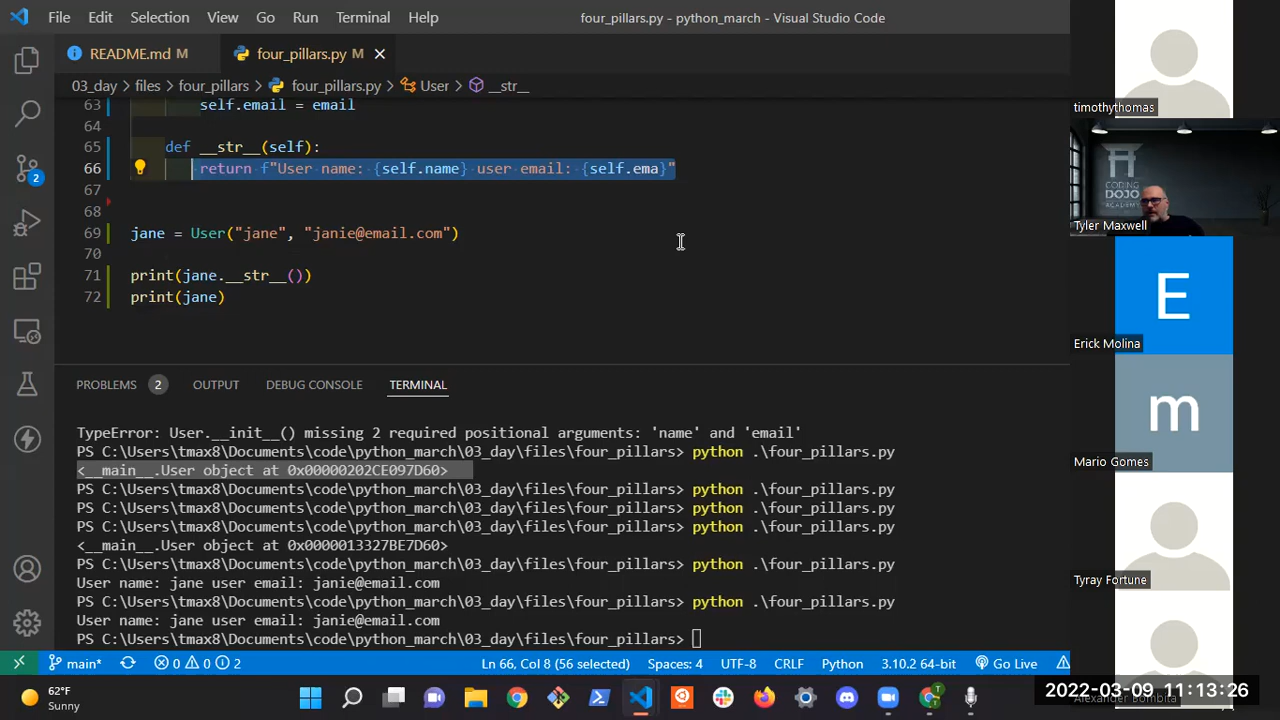 File Edit Selection View Go Run Terminal Help four_pillars.py - python_march - Visual Studio Code
README.md M four_pillars.py M
03_day files four_pillars four_pillars.py User __str__
63 self.email = email
64
65 def __str__(self):
66 return f"User name: {self.name} user email: {self.ema}"
67
68
69 jane = User("jane", "janie@email.com")
70
71 print(jane.__str__())
72 print(jane)
PROBLEMS 2 OUTPUT DEBUG CONSOLE TERMINAL
TypeError: User.__init__() missing 2 required positional arguments: 'name' and 'email'
PS C:\Users\tmax8\Documents\code\python_march\03_day\files\four_pillars> python .\four_pillars.py
<__main__.User object at 0x00000202CE097D60>
PS C:\Users\tmax8\Documents\code\python_march\03_day\files\four_pillars> python .\four_pillars.py
PS C:\Users\tmax8\Documents\code\python_march\03_day\files\four_pillars> python .\four_pillars.py
PS C:\Users\tmax8\Documents\code\python_march\03_day\files\four_pillars> python .\four_pillars.py
<__main__.User object at 0x0000013327BE7D60>
PS C:\Users\tmax8\Documents\code\python_march\03_day\files\four_pillars> python .\four_pillars.py
User name: jane user email: janie@email.com
PS C:\Users\tmax8\Documents\code\python_march\03_day\files\four_pillars> python .\four_pillars.py
User name: jane user email: janie@email.com
PS C:\Users\tmax8\Documents\code\python_march\03_day\files\four_pillars>
2
main* 0 0 2 Ln 66, Col 8 (56 selected) Spaces: 4 UTF-8 CRLF Python 3.10.2 64-bit Go Live
62°F
Sunny
timothythomas
CODING
DOJO
ACADEMY
Tyler Maxwell
E
Erick Molina
m
Mario Gomes
Tyray Fortune
Alexander Bombita
2022-03-09 11:13:26